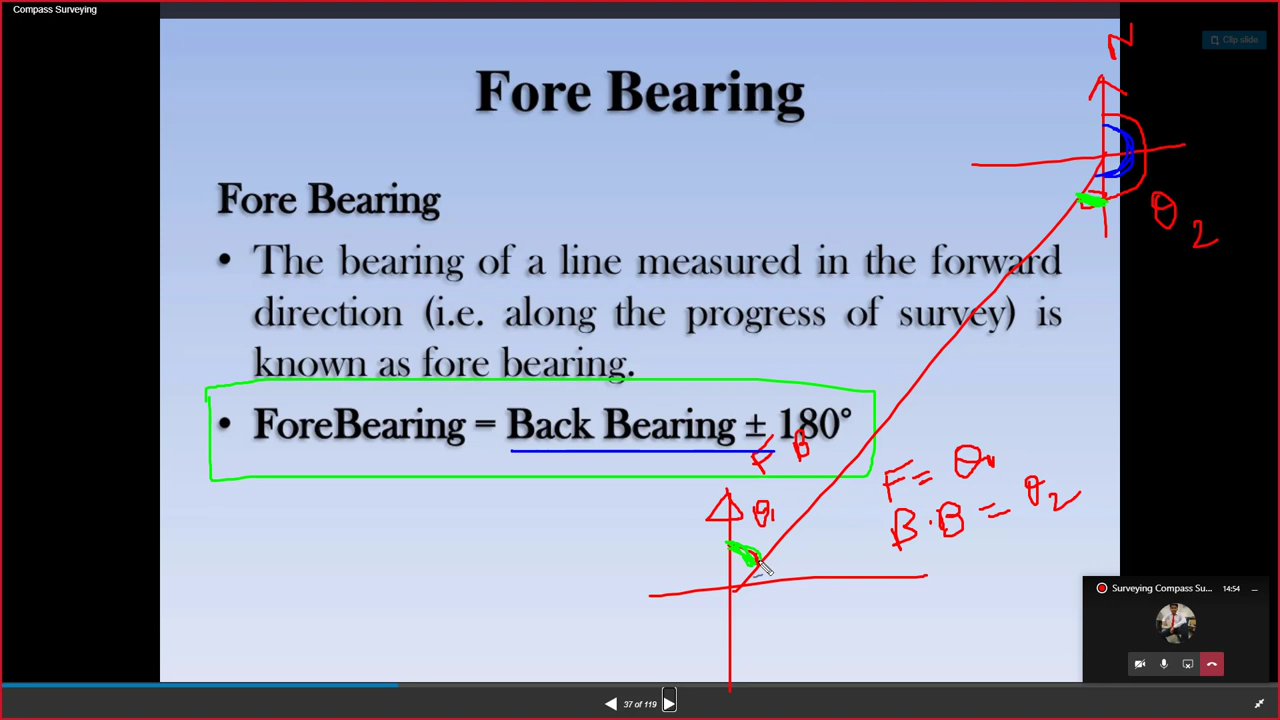 Compass Surveying
N
Clip slide
Fore Bearing
Fore Bearing
θ 2
• The bearing of a line measured in the forward
direction (i.e. along the progress of survey) is
known as fore bearing.
• ForeBearing = Back Bearing ± 180°
F B
F = θ1
θ1
B.B = θ2
Surveying Compass Su... 14:54
37 of 119